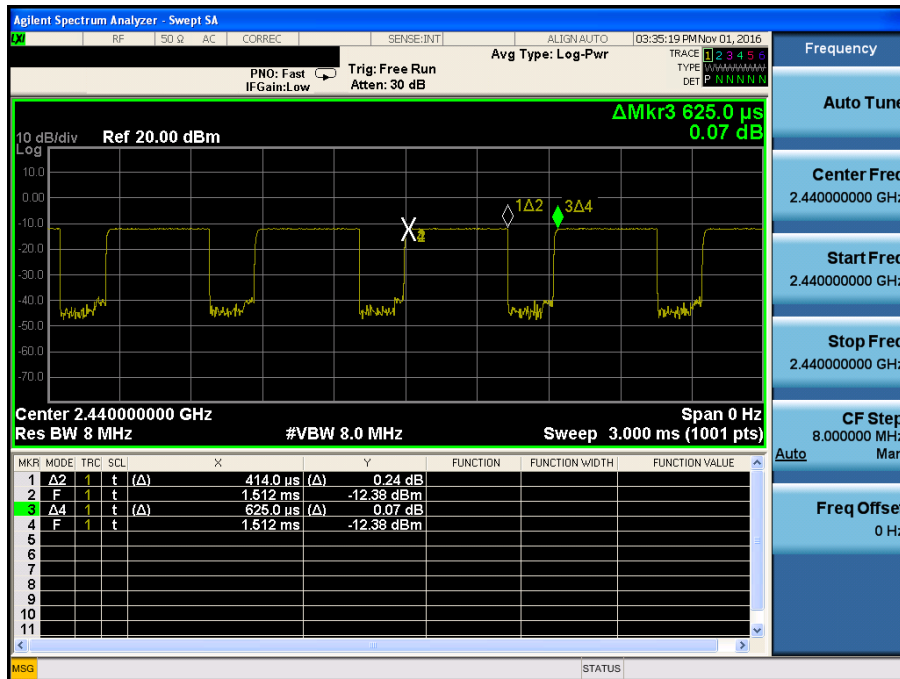 Agilent Spectrum Analyzer - Swept SA
LXI RF 50 Ω AC CORREC SENSE:INT ALIGNAUTO 03:35:19 PMNov 01, 2016
Avg Type: Log-Pwr TRACE 1 2 3 4 5 6
PNO: Fast Trig: Free Run TYPE WWWWWW
IFGain:Low Atten: 30 dB DET P N N N N N
Frequency
ΔMkr3 625.0 µs
0.07 dB
10 dB/div Ref 20.00 dBm
Log
10.0
0.00
-10.0
-20.0
-30.0
-40.0
-50.0
-60.0
-70.0
1Δ2 3Δ4
Center 2.440000000 GHz Span 0 Hz
Res BW 8 MHz #VBW 8.0 MHz Sweep 3.000 ms (1001 pts)
MKR MODE TRC SCL X Y FUNCTION FUNCTION WIDTH FUNCTION VALUE
1 Δ2 1 t (Δ) 414.0 µs (Δ) 0.24 dB
2 F 1 t 1.512 ms -12.38 dBm
3 Δ4 1 t (Δ) 625.0 µs (Δ) 0.07 dB
4 F 1 t 1.512 ms -12.38 dBm
5
6
7
8
9
10
11
Auto Tune
Center Freq
2.440000000 GHz
Start Freq
2.440000000 GHz
Stop Freq
2.440000000 GHz
CF Step
8.000000 MHz
Auto Man
Freq Offset
0 Hz
MSG STATUS